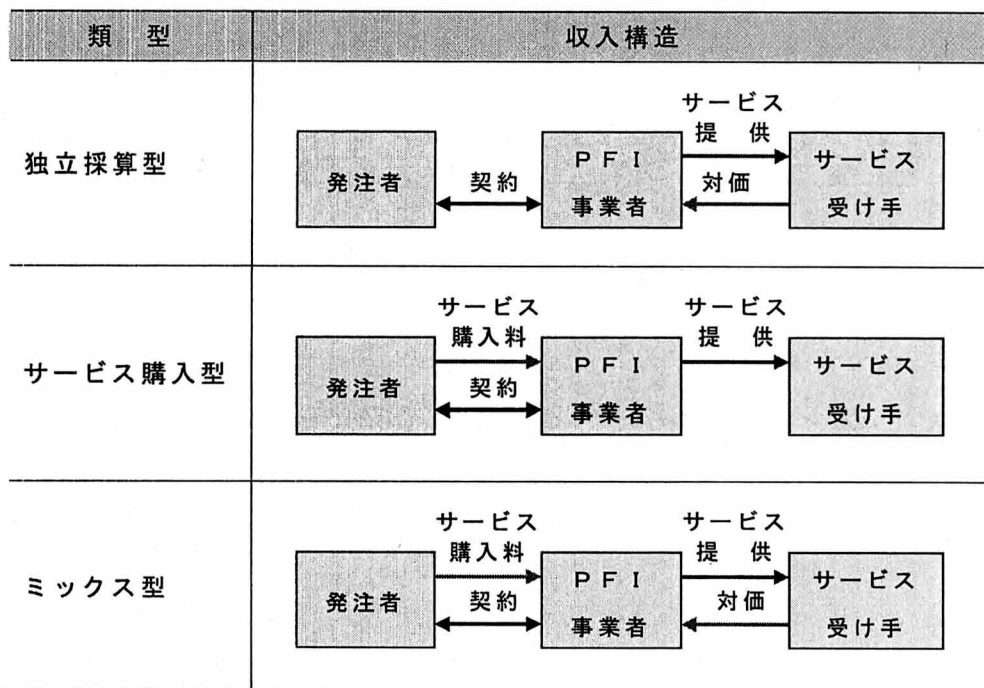 類 型
収入構造
独立採算型
発注者
契約
PFI
事業者
サービス
提 供
対価
サービス
受け手
サービス購入型
発注者
サービス
購入料
契約
PFI
事業者
サービス
提 供
サービス
受け手
ミックス型
発注者
サービス
購入料
契約
PFI
事業者
サービス
提 供
対価
サービス
受け手